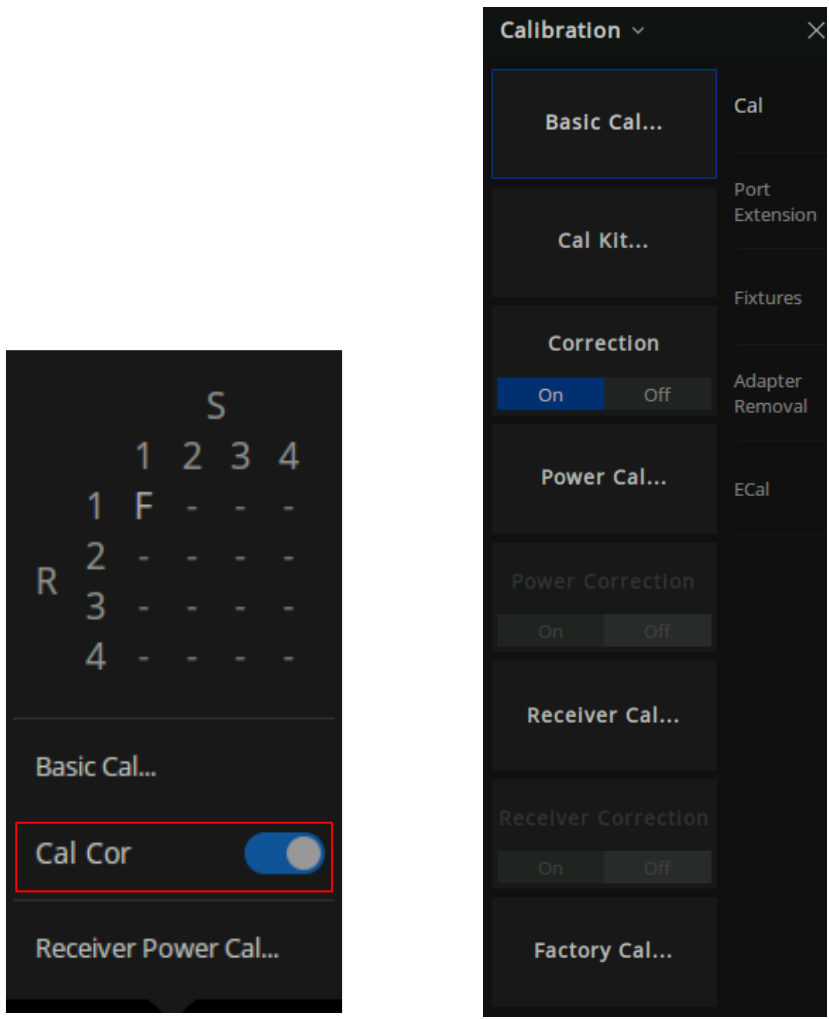 S
1 2 3 4
1 F - - -
R
2 - - - -
3 - - - -
4 - - - -
Basic Cal...
Cal Cor
Receiver Power Cal...
Calibration
Basic Cal...
Cal Kit...
Correction
On Off
Power Cal...
Power Correction
On Off
Receiver Cal...
Receiver Correction
On Off
Factory Cal...
Cal
Port
Extension
Fixtures
Adapter
Removal
ECal